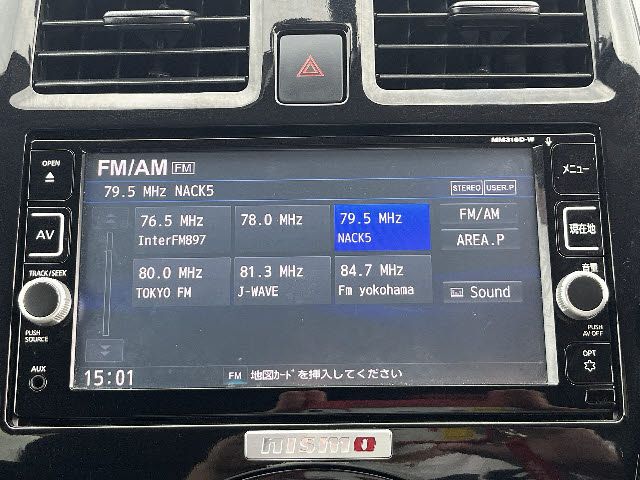 MM316D-W
OPEN
FM/AM FM
メニュー
79.5 MHz NACK5
STEREO USER.P
AV
76.5 MHz
InterFM897
78.0 MHz
79.5 MHz
NACK5
FM/AM
AREA.P
現在地
TRACK/SEEK
80.0 MHz
TOKYO FM
81.3 MHz
J-WAVE
84.7 MHz
Fm yokohama
Sound
音量
PUSH
SOURCE
PUSH
AV OFF
AUX
OPT
15:01
FM 地図ｶｰﾄﾞを挿入してください
nismo